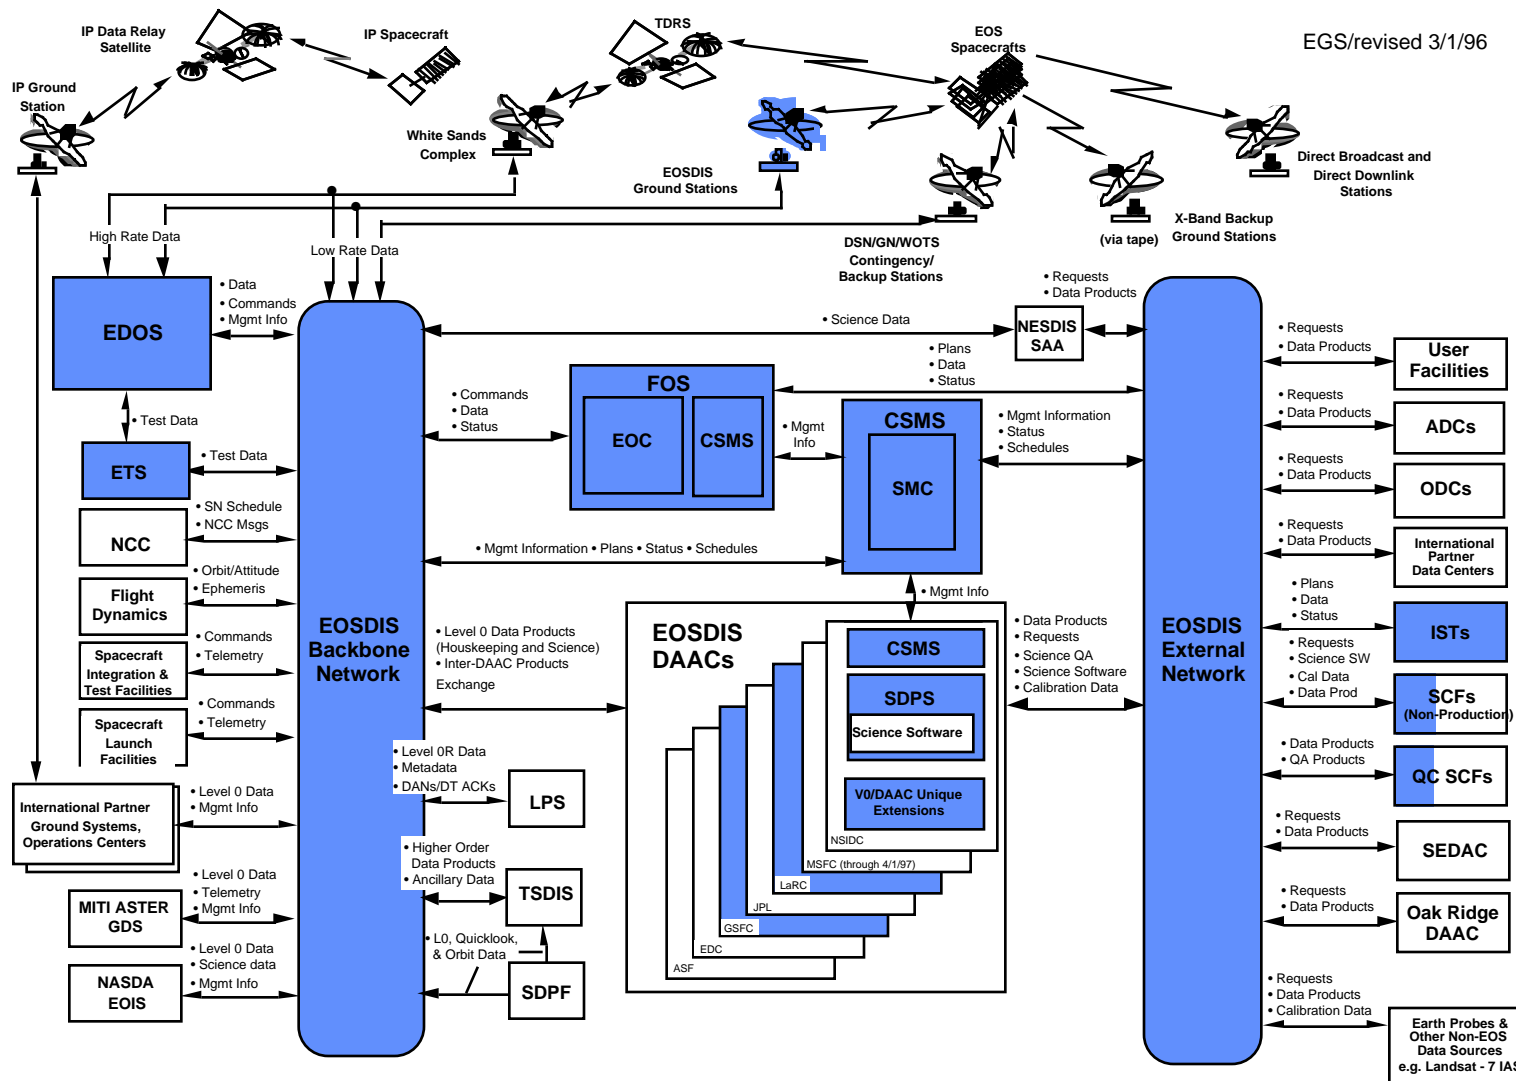 EGS/revised 3/1/96
IP Data Relay
Satellite
IP Spacecraft
TDRS
EOS
Spacecrafts
IP Ground
Station
White Sands
Complex
EOSDIS
Ground Stations
Direct Broadcast and
Direct Downlink
Stations
X-Band Backup
Ground Stations
(via tape)
DSN/GN/WOTS
Contingency/
Backup Stations
High Rate Data
Low Rate Data
EDOS
• Data
• Commands
• Mgmt Info
• Test Data
ETS
• Test Data
NCC
• SN Schedule
• NCC Msgs
Flight
Dynamics
• Orbit/Attitude
• Ephemeris
Spacecraft
Integration &
Test Facilities
• Commands
• Telemetry
Spacecraft
Launch
Facilities
• Commands
• Telemetry
International Partner
Ground Systems,
Operations Centers
• Level 0 Data
• Mgmt Info
MITI ASTER
GDS
• Level 0 Data
• Telemetry
• Mgmt Info
NASDA
EOIS
• Level 0 Data
• Science data
• Mgmt Info
EOSDIS
Backbone
Network
• Science Data
• Requests
• Data Products
NESDIS
SAA
• Plans
• Data
• Status
FOS
EOC
CSMS
• Commands
• Data
• Status
• Mgmt
Info
CSMS
SMC
• Mgmt Information
• Status
• Schedules
• Mgmt Information • Plans • Status • Schedules
• Mgmt Info
• Level 0 Data Products
(Houskeeping and Science)
• Inter-DAAC Products
Exchange
EOSDIS
DAACs
CSMS
SDPS
Science Software
V0/DAAC Unique
Extensions
NSIDC
MSFC (through 4/1/97)
LaRC
JPL
GSFC
EDC
ASF
• Data Products
• Requests
• Science QA
• Science Software
• Calibration Data
• Level 0R Data
• Metadata
• DANs/DT ACKs
LPS
• Higher Order
Data Products
• Ancillary Data
TSDIS
• L0, Quicklook,
& Orbit Data
SDPF
EOSDIS
External
Network
• Requests
• Data Products
User
Facilities
• Requests
• Data Products
ADCs
• Requests
• Data Products
ODCs
• Requests
• Data Products
International
Partner
Data Centers
• Plans
• Data
• Status
ISTs
• Requests
• Science SW
• Cal Data
• Data Prod
SCFs
(Non-Production)
• Data Products
• QA Products
QC SCFs
• Requests
• Data Products
SEDAC
• Requests
• Data Products
Oak Ridge
DAAC
• Requests
• Data Products
• Calibration Data
Earth Probes &
Other Non-EOS
Data Sources
e.g. Landsat - 7 IAS